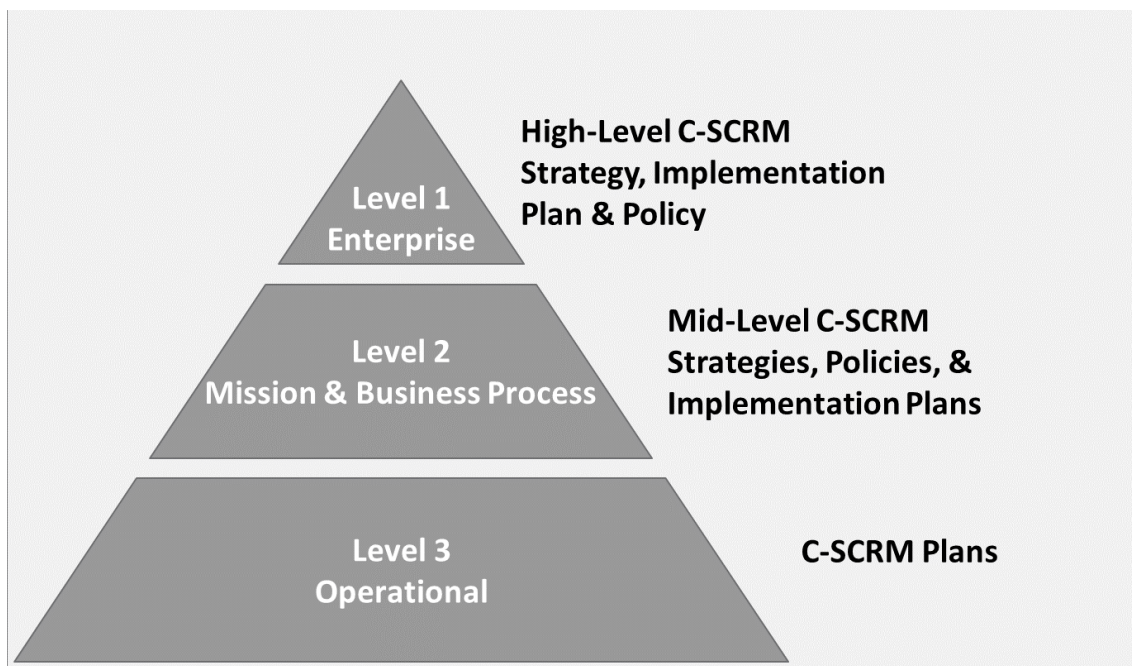 Level 1
Enterprise
High-Level C-SCRM
Strategy, Implementation
Plan & Policy
Level 2
Mission & Business Process
Mid-Level C-SCRM
Strategies, Policies, &
Implementation Plans
Level 3
Operational
C-SCRM Plans